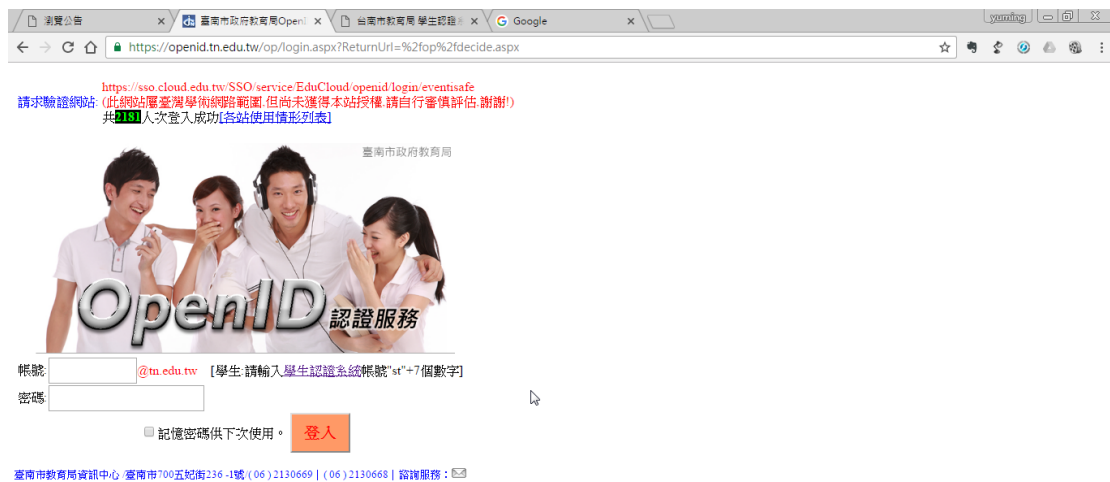 瀏覽公告
臺南市政府教育局Open
台南市教育局 學生認證
Google
yuming
https://openid.tn.edu.tw/op/login.aspx?ReturnUrl=%2fop%2fdecide.aspx
https://sso.cloud.edu.tw/SSO/service/EduCloud/openid/login/eventisafe
請求驗證網站: (此網站屬臺灣學術網路範圍.但尚未獲得本站授權.請自行審慎評估.謝謝!)
共2181人次登入成功[各站使用情形列表]
臺南市政府教育局
OpenID 認證服務
帳號: @tn.edu.tw [學生:請輸入學生認證系統帳號"st"+7個數字]
密碼:
記憶密碼供下次使用。 登入
臺南市教育局資訊中心 /臺南市700五妃街236 -1號/( 06 ) 2130669 | ( 06 ) 2130668 | 諮詢服務：